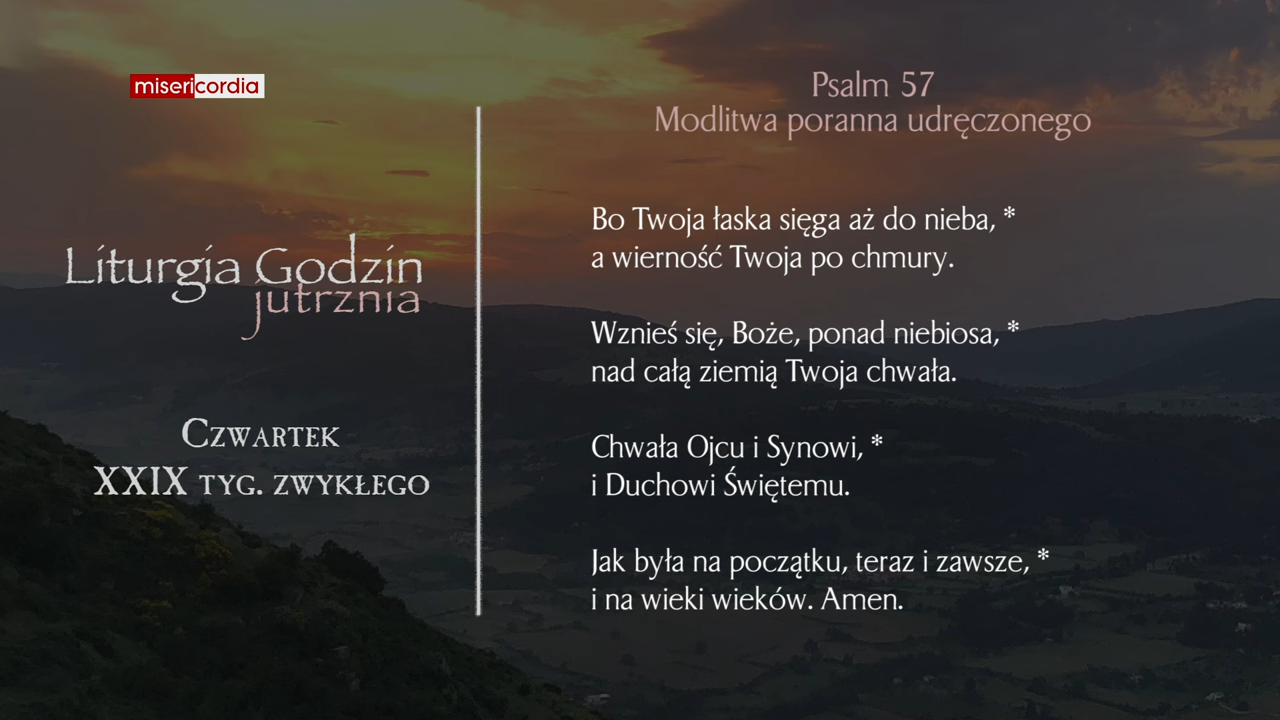 misericordia
Liturgia Godzin
jutrznia
Czwartek
XXIX tyg. zwykłego
Psalm 57
Modlitwa poranna udręczonego
Bo Twoja łaska sięga aż do nieba, *
a wierność Twoja po chmury.
Wznieś się, Boże, ponad niebiosa, *
nad całą ziemią Twoja chwała.
Chwała Ojcu i Synowi, *
i Duchowi Świętemu.
Jak była na początku, teraz i zawsze, *
i na wieki wieków. Amen.